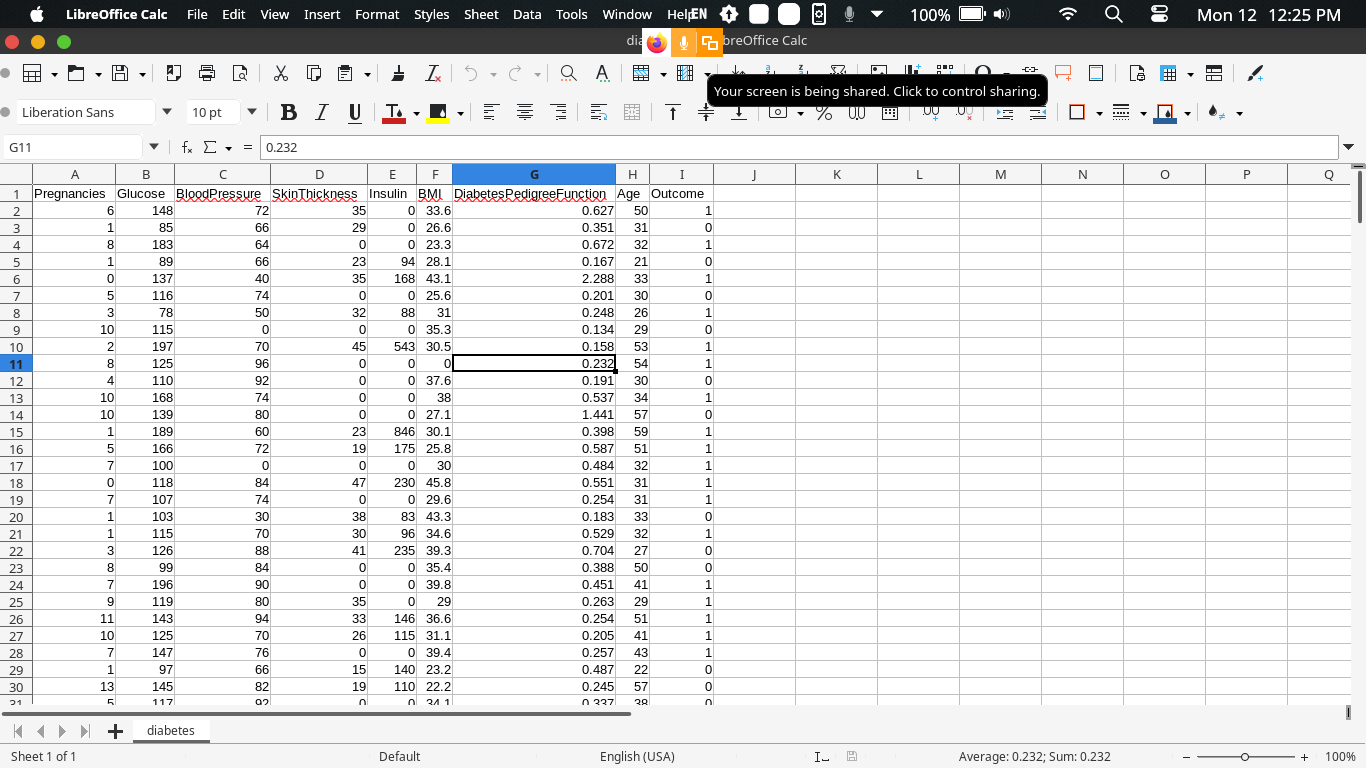 LibreOffice Calc File Edit View Insert Format Styles Sheet Data Tools Window Help EN 100% Mon 12 12:25 PM
dia breOffice Calc
Your screen is being shared. Click to control sharing.
Liberation Sans 10 pt
G11 = 0.232
A B C D E F G H I J K L M N O P Q
1 Pregnancies Glucose BloodPressure SkinThickness Insulin BMI DiabetesPedigreeFunction Age Outcome
2 6 148 72 35 0 33.6 0.627 50 1
3 1 85 66 29 0 26.6 0.351 31 0
4 8 183 64 0 0 23.3 0.672 32 1
5 1 89 66 23 94 28.1 0.167 21 0
6 0 137 40 35 168 43.1 2.288 33 1
7 5 116 74 0 0 25.6 0.201 30 0
8 3 78 50 32 88 31 0.248 26 1
9 10 115 0 0 0 35.3 0.134 29 0
10 2 197 70 45 543 30.5 0.158 53 1
11 8 125 96 0 0 0 0.232 54 1
12 4 110 92 0 0 37.6 0.191 30 0
13 10 168 74 0 0 38 0.537 34 1
14 10 139 80 0 0 27.1 1.441 57 0
15 1 189 60 23 846 30.1 0.398 59 1
16 5 166 72 19 175 25.8 0.587 51 1
17 7 100 0 0 0 30 0.484 32 1
18 0 118 84 47 230 45.8 0.551 31 1
19 7 107 74 0 0 29.6 0.254 31 1
20 1 103 30 38 83 43.3 0.183 33 0
21 1 115 70 30 96 34.6 0.529 32 1
22 3 126 88 41 235 39.3 0.704 27 0
23 8 99 84 0 0 35.4 0.388 50 0
24 7 196 90 0 0 39.8 0.451 41 1
25 9 119 80 35 0 29 0.263 29 1
26 11 143 94 33 146 36.6 0.254 51 1
27 10 125 70 26 115 31.1 0.205 41 1
28 7 147 76 0 0 39.4 0.257 43 1
29 1 97 66 15 140 23.2 0.487 22 0
30 13 145 82 19 110 22.2 0.245 57 0
31 5 117 92 0 0 34.1 0.337 38 0
diabetes
Sheet 1 of 1 Default English (USA) Average: 0.232; Sum: 0.232 100%